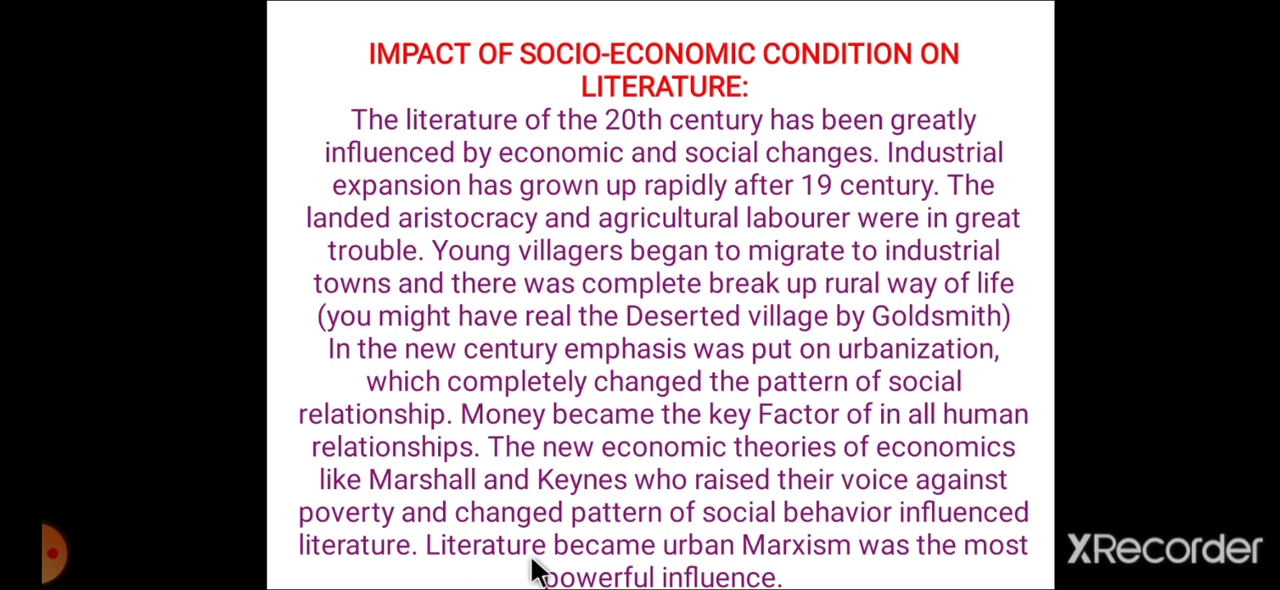 IMPACT OF SOCIO-ECONOMIC CONDITION ON
LITERATURE:
The literature of the 20th century has been greatly
influenced by economic and social changes. Industrial
expansion has grown up rapidly after 19 century. The
landed aristocracy and agricultural labourer were in great
trouble. Young villagers began to migrate to industrial
towns and there was complete break up rural way of life
(you might have real the Deserted village by Goldsmith)
In the new century emphasis was put on urbanization,
which completely changed the pattern of social
relationship. Money became the key Factor of in all human
relationships. The new economic theories of economics
like Marshall and Keynes who raised their voice against
poverty and changed pattern of social behavior influenced
literature. Literature became urban Marxism was the most
powerful influence.
XRecorder